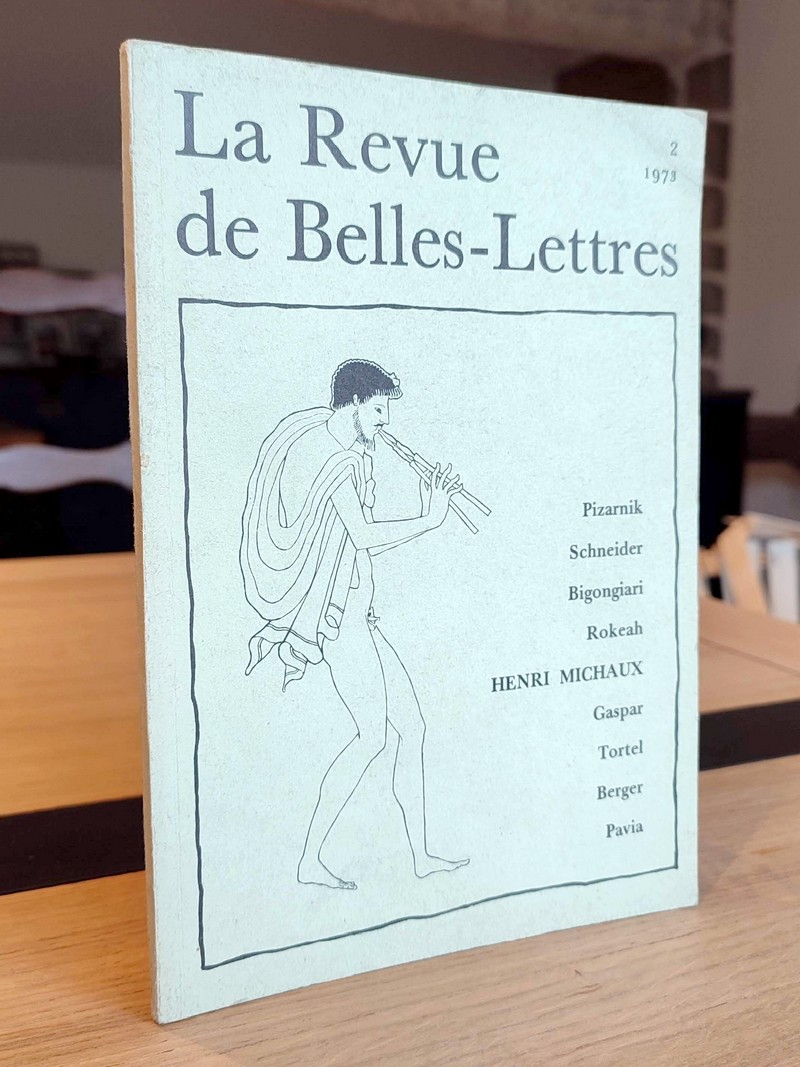 La Revue
de Belles-Lettres
2
1973
Pizarnik
Schneider
Bigongiari
Rokeah
HENRI MICHAUX
Gaspar
Tortel
Berger
Pavia